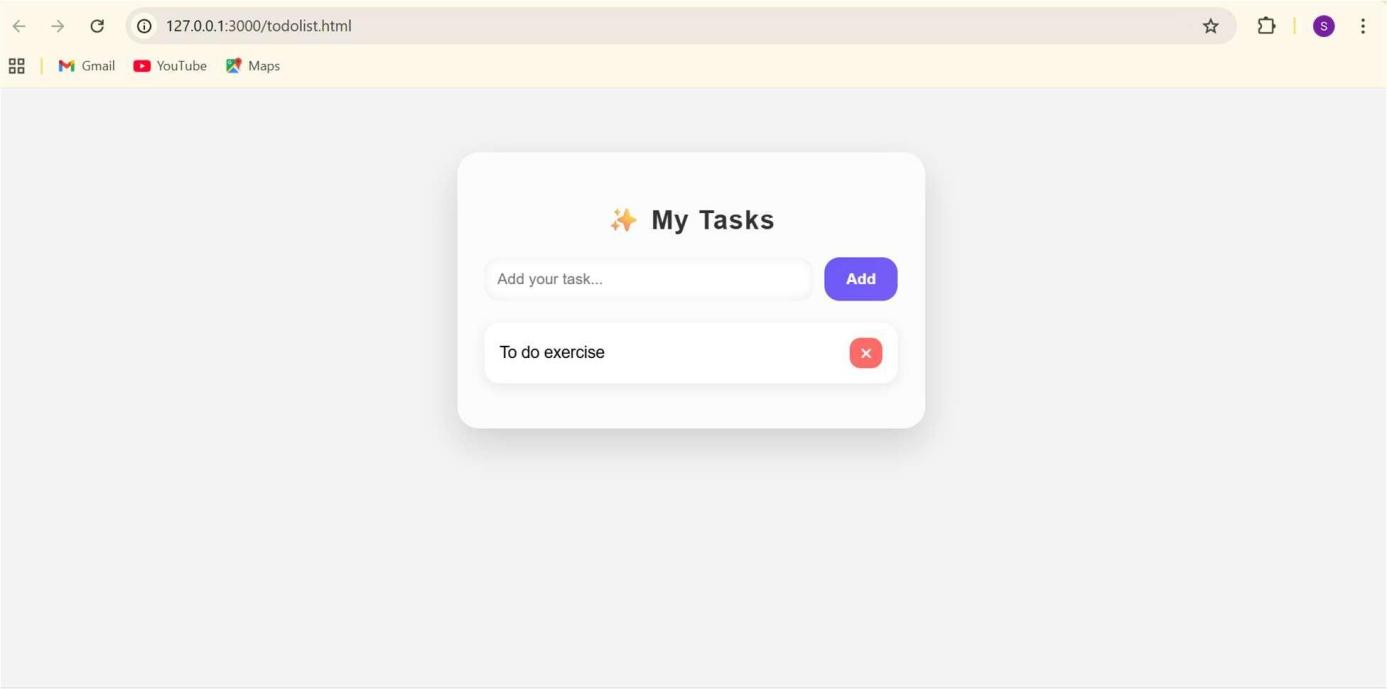 127.0.0.1:3000/todolist.html
S
Gmail YouTube Maps
✨ My Tasks
Add your task... Add
To do exercise ×